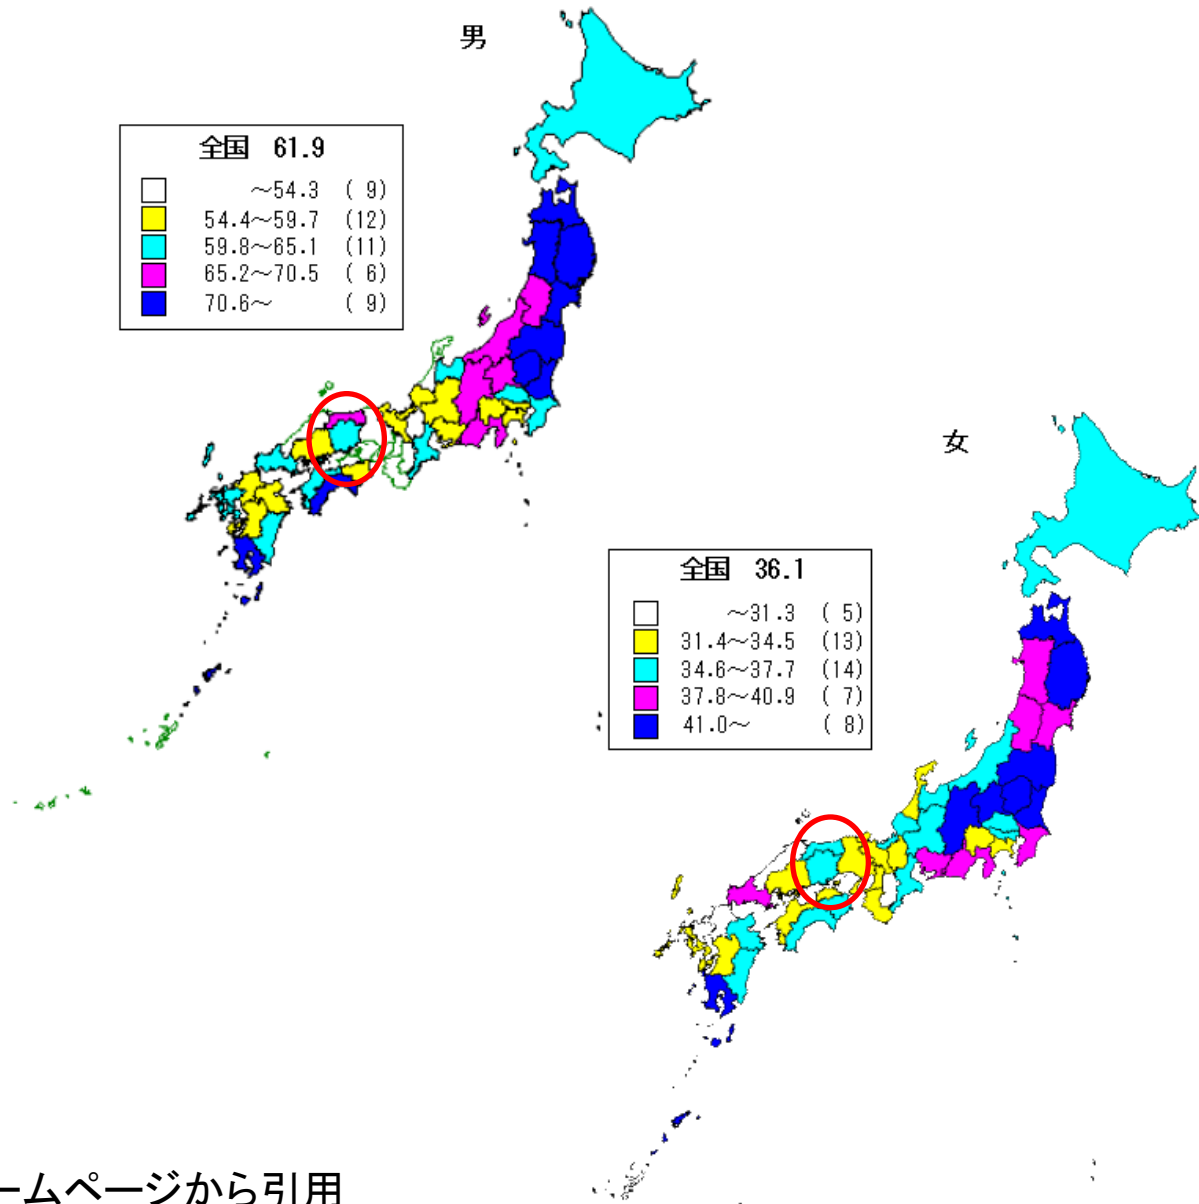 男
全国 61.9
～54.3 ( 9)
54.4～59.7 (12)
59.8～65.1 (11)
65.2～70.5 ( 6)
70.6～ ( 9)
女
全国 36.1
～31.3 ( 5)
31.4～34.5 (13)
34.6～37.7 (14)
37.8～40.9 ( 7)
41.0～ ( 8)
ームページから引用